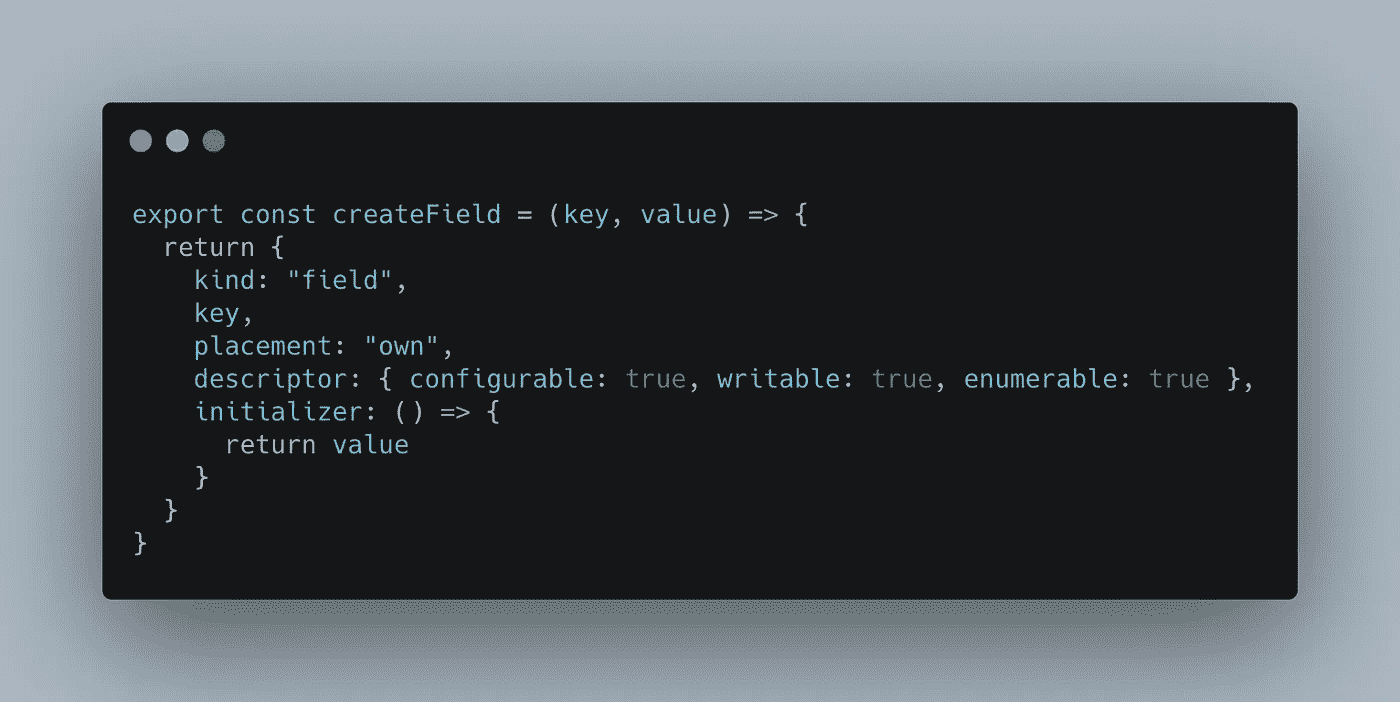 export const createField = (key, value) => {
  return {
    kind: "field",
    key,
    placement: "own",
    descriptor: { configurable: true, writable: true, enumerable: true },
    initializer: () => {
      return value
    }
  }
}